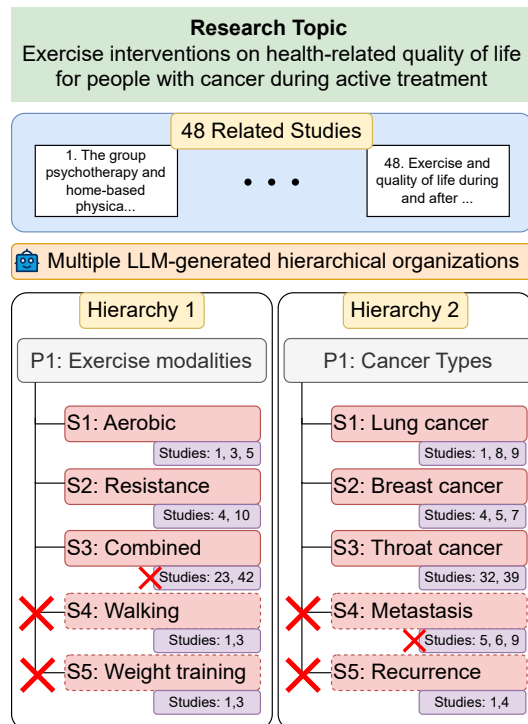 Research Topic
Exercise interventions on health-related quality of life
for people with cancer during active treatment
48 Related Studies
1. The group
psychotherapy and
home-based
physica...
• • •
48. Exercise and
quality of life during
and after ...
Multiple LLM-generated hierarchical organizations
Hierarchy 1
P1: Exercise modalities
S1: Aerobic
Studies: 1, 3, 5
S2: Resistance
Studies: 4, 10
S3: Combined
Studies: 23, 42
S4: Walking
Studies: 1,3
S5: Weight training
Studies: 1,3
Hierarchy 2
P1: Cancer Types
S1: Lung cancer
Studies: 1, 8, 9
S2: Breast cancer
Studies: 4, 5, 7
S3: Throat cancer
Studies: 32, 39
S4: Metastasis
Studies: 5, 6, 9
S5: Recurrence
Studies: 1,4